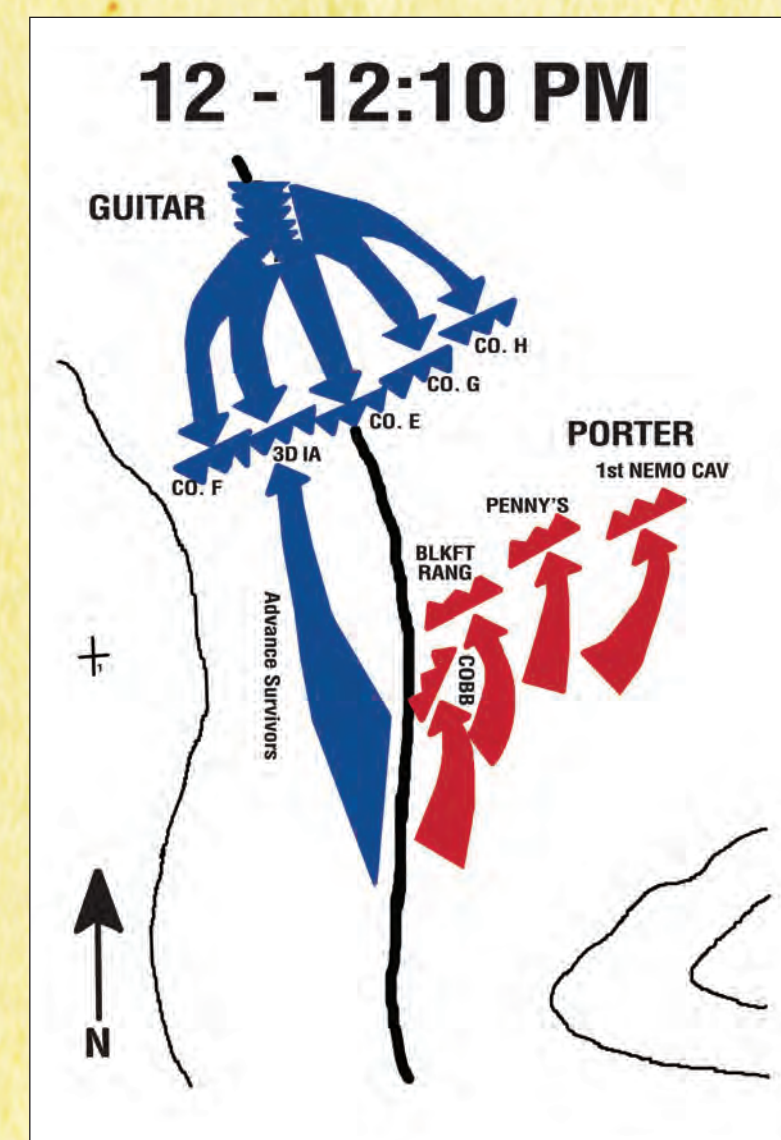 12 - 12:10 PM
GUITAR
CO. H
CO. G
CO. E
3D IA
CO. F
PORTER
1st NEMO CAV
PENNY'S
BLKFT
RANG
COBB
Advance Survivors
N